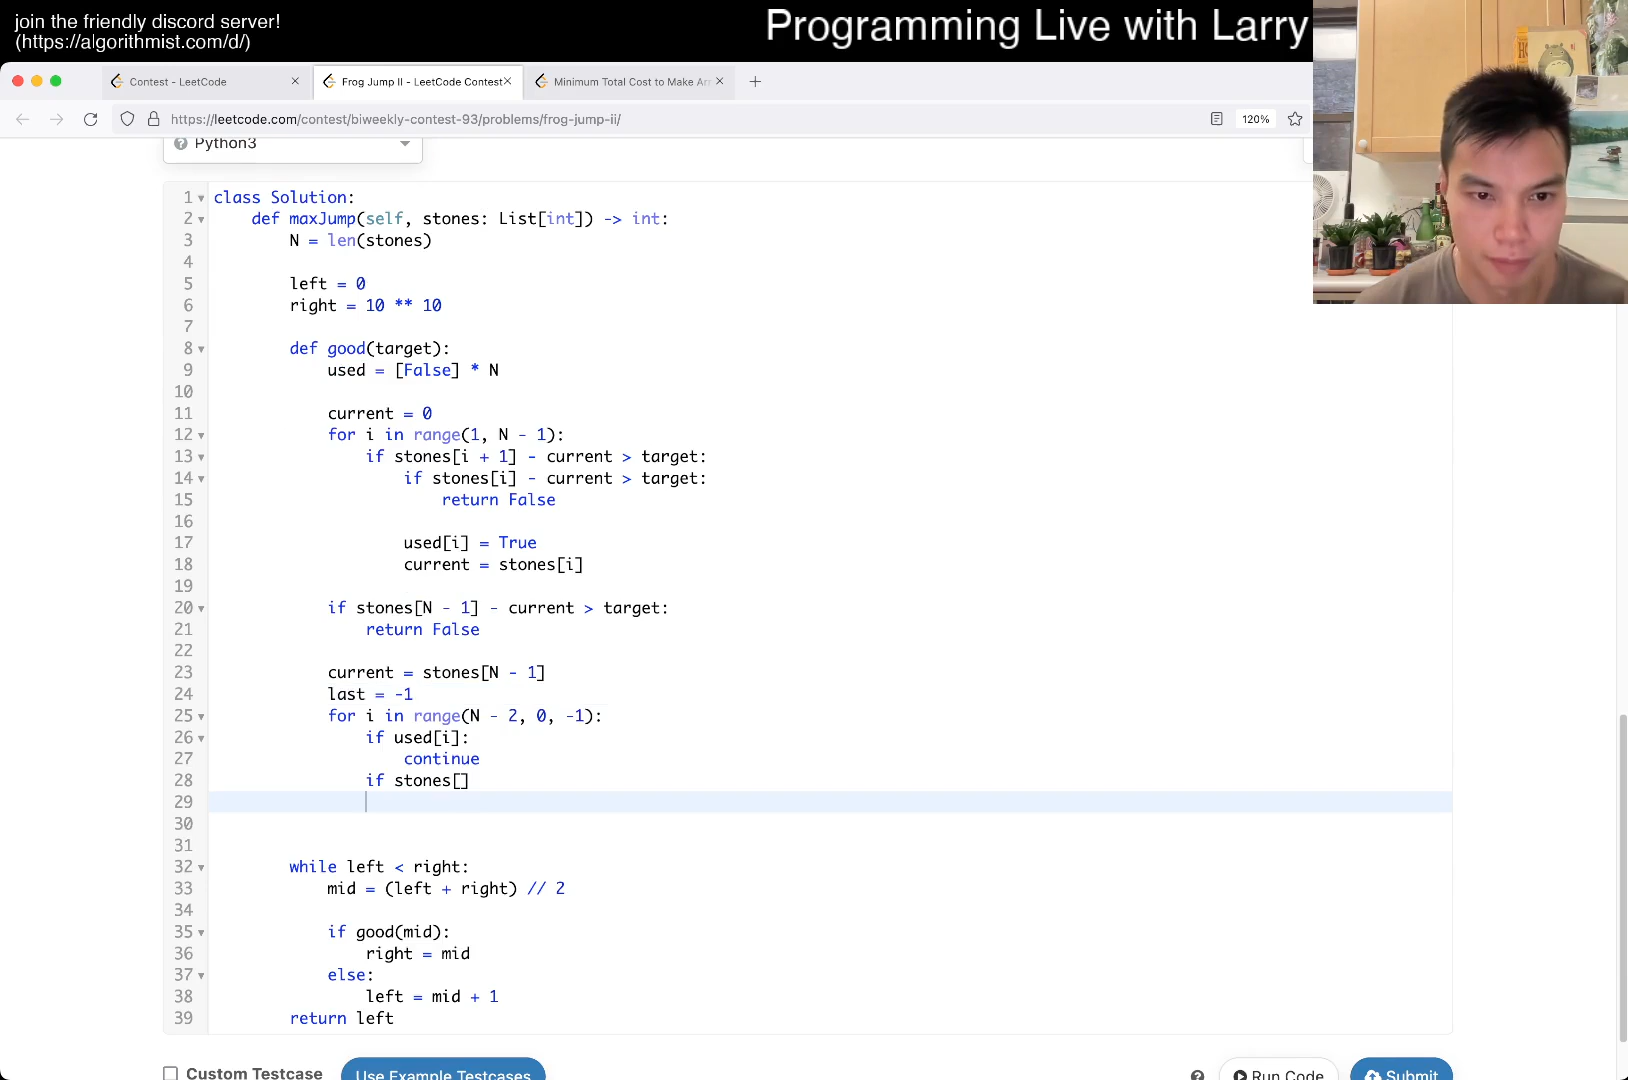 join the friendly discord server!
(https://algorithmist.com/d/)
Programming Live with Larry
Contest - LeetCode
Frog Jump II - LeetCode Contest
Minimum Total Cost to Make Arr
https://leetcode.com/contest/biweekly-contest-93/problems/frog-jump-ii/
120%
Python3
1 class Solution:
2     def maxJump(self, stones: List[int]) -> int:
3         N = len(stones)
4
5         left = 0
6         right = 10 ** 10
7
8         def good(target):
9             used = [False] * N
10
11             current = 0
12             for i in range(1, N - 1):
13                 if stones[i + 1] - current > target:
14                     if stones[i] - current > target:
15                         return False
16
17                     used[i] = True
18                     current = stones[i]
19
20             if stones[N - 1] - current > target:
21                 return False
22
23             current = stones[N - 1]
24             last = -1
25             for i in range(N - 2, 0, -1):
26                 if used[i]:
27                     continue
28                 if stones[]
29
30
31
32         while left < right:
33             mid = (left + right) // 2
34
35             if good(mid):
36                 right = mid
37             else:
38                 left = mid + 1
39         return left
Custom Testcase
Use Example Testcases
Run Code
Submit